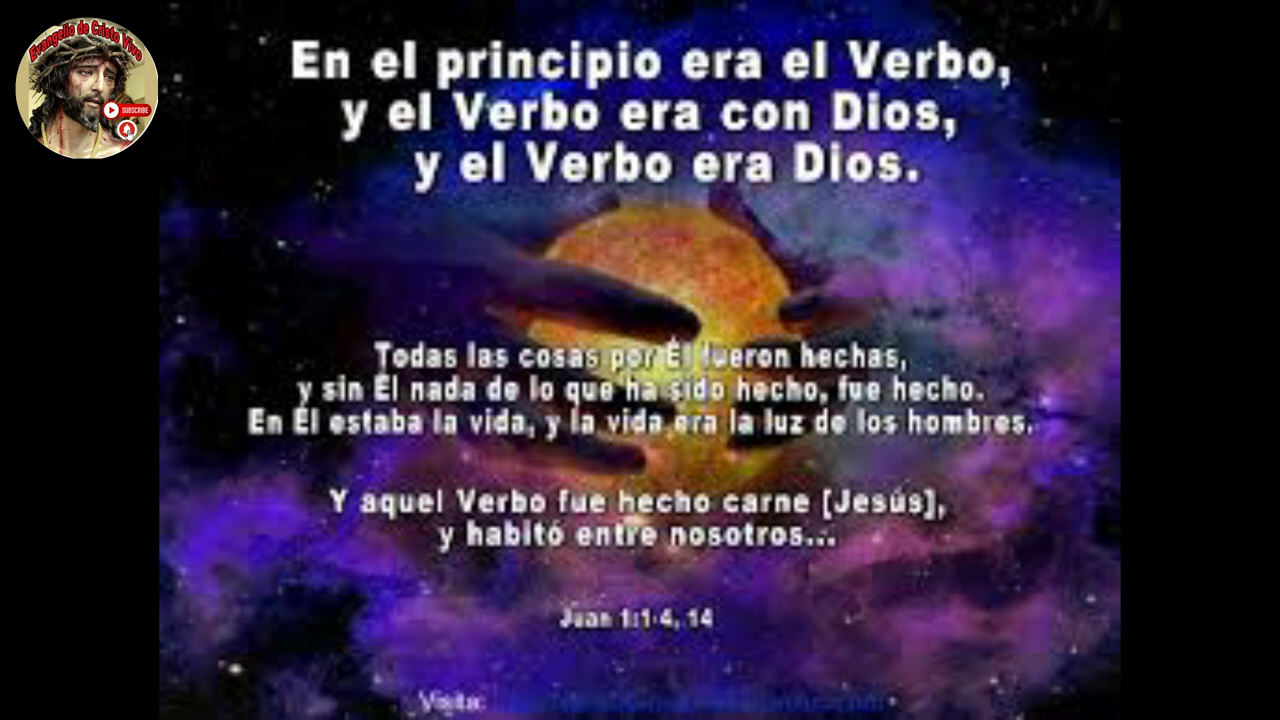 Evangelio de Cristo Vivo
SUBSCRIBE
En el principio era el Verbo,
y el Verbo era con Dios,
y el Verbo era Dios.
Todas las cosas por Él fueron hechas,
y sin Él nada de lo que ha sido hecho, fue hecho.
En Él estaba la vida, y la vida era la luz de los hombres.
Y aquel Verbo fue hecho carne [Jesús],
y habitó entre nosotros...
Juan 1:1-4, 14
Visita: